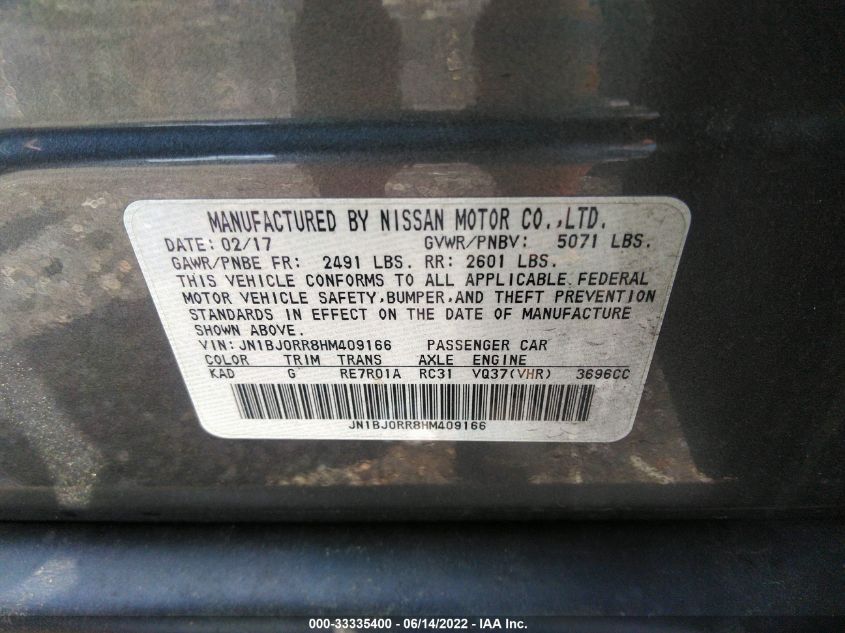 MANUFACTURED BY NISSAN MOTOR CO.,LTD.
DATE: 02/17 GVWR/PNBV: 5071 LBS.
GAWR/PNBE FR: 2491 LBS. RR: 2601 LBS.
THIS VEHICLE CONFORMS TO ALL APPLICABLE FEDERAL
MOTOR VEHICLE SAFETY,BUMPER,AND THEFT PREVENTION
STANDARDS IN EFFECT ON THE DATE OF MANUFACTURE
SHOWN ABOVE.
VIN:JN1BJ0RR8HM409166 PASSENGER CAR
COLOR TRIM TRANS AXLE ENGINE
KAD G RE7R01A RC31 VQ37(VHR) 3696CC
JN1BJ0RR8HM409166
000-33335400 - 06/14/2022 - IAA Inc.